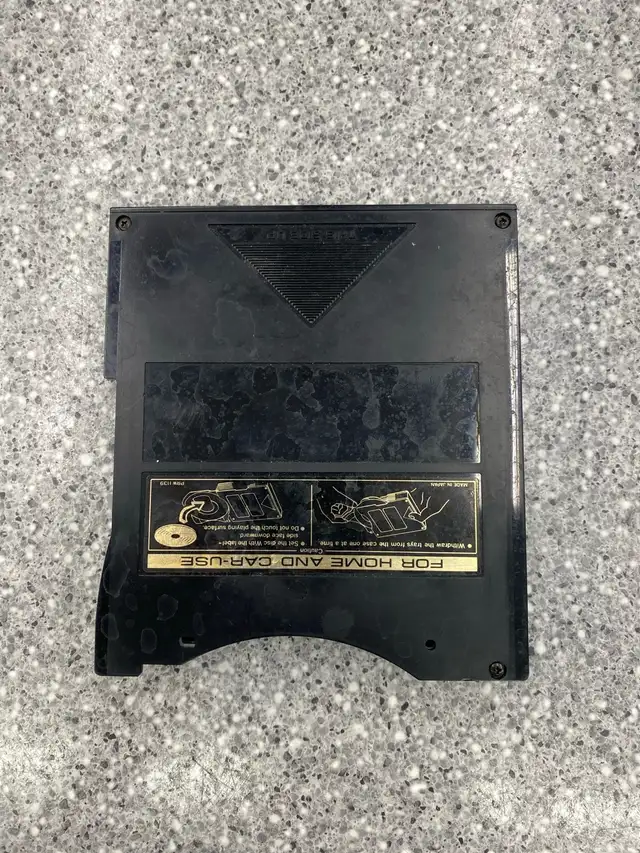 FOR HOME AND CAR-USE
Caution
● Withdraw the trays from the case one at a time.
● Set the disc With the label-
side face downward
● Do not touch the playing surface
MADE IN JAPAN